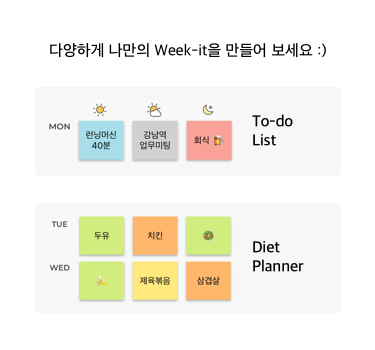 다양하게 나만의 Week-it을 만들어 보세요 :)
MON
런닝머신
40분
강남역
업무미팅
회식
To-do
List
TUE
두유
치킨
WED
제육볶음
삼겹살
Diet
Planner